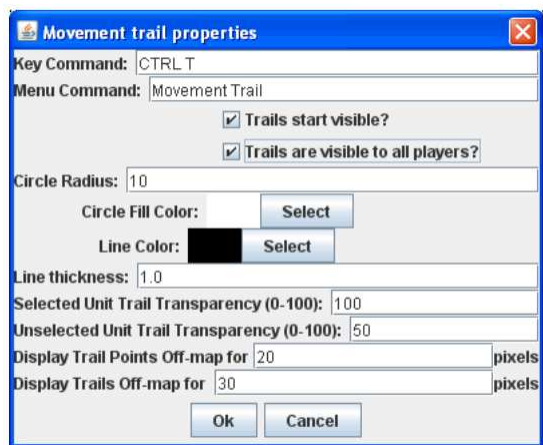 Movement trail properties
Key Command: CTRL T
Menu Command: Movement Trail
Trails start visible?
Trails are visible to all players?
Circle Radius: 10
Circle Fill Color: Select
Line Color: Select
Line thickness: 1.0
Selected Unit Trail Transparency (0-100): 100
Unselected Unit Trail Transparency (0-100): 50
Display Trail Points Off-map for 20 pixels
Display Trails Off-map for 30 pixels
Ok Cancel